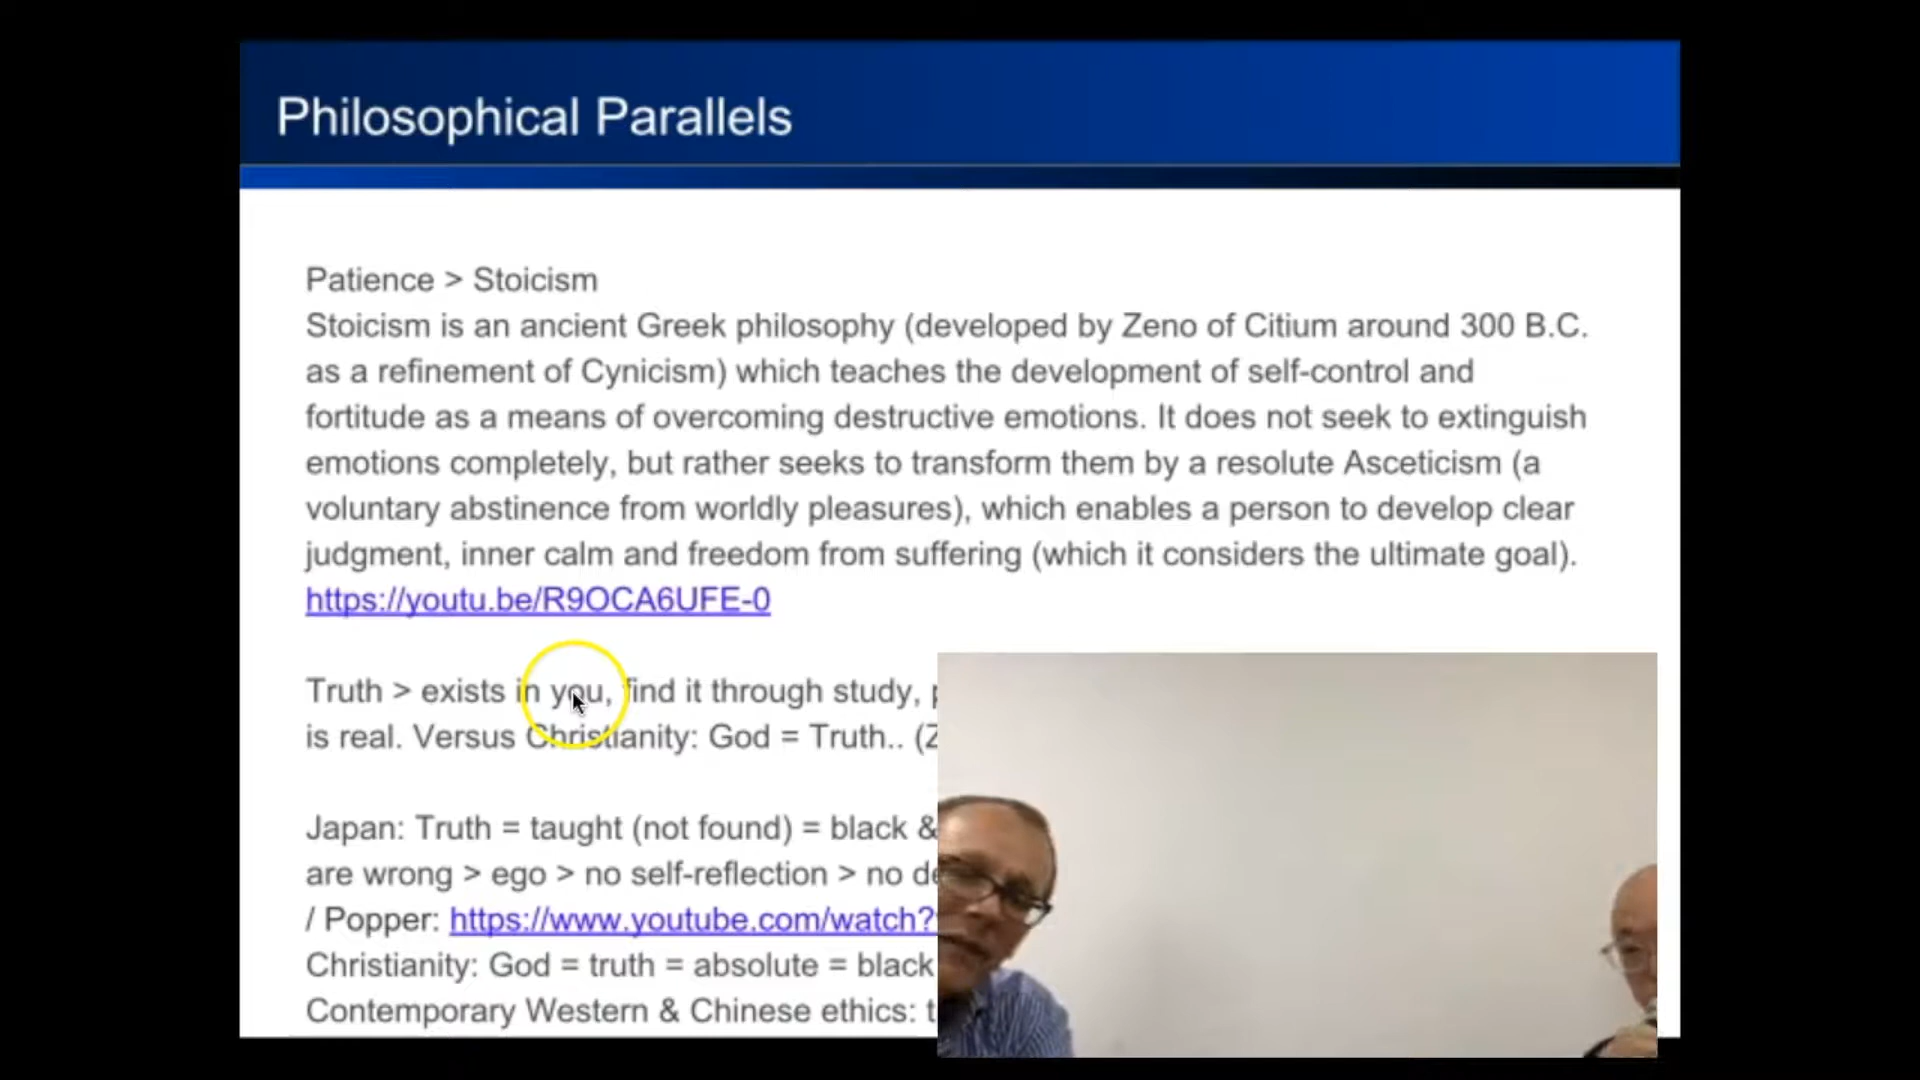 Philosophical Parallels
Patience > Stoicism
Stoicism is an ancient Greek philosophy (developed by Zeno of Citium around 300 B.C.
as a refinement of Cynicism) which teaches the development of self-control and
fortitude as a means of overcoming destructive emotions. It does not seek to extinguish
emotions completely, but rather seeks to transform them by a resolute Asceticism (a
voluntary abstinence from worldly pleasures), which enables a person to develop clear
judgment, inner calm and freedom from suffering (which it considers the ultimate goal).
https://youtu.be/R9OCA6UFE-0
Truth > exists in you, find it through study,
is real. Versus Christianity: God = Truth.. (
Japan: Truth = taught (not found) = black &
are wrong > ego > no self-reflection > no
/ Popper: https://www.youtube.com/watch?
Christianity: God = truth = absolute = black
Contemporary Western & Chinese ethics: